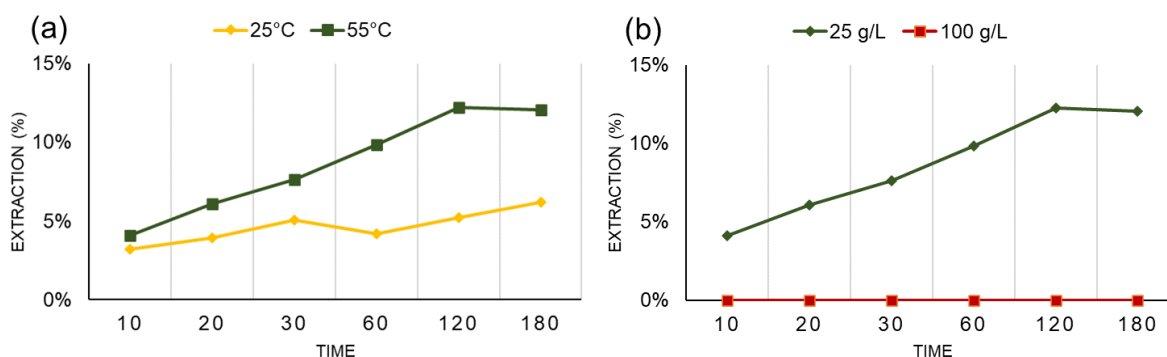 (a)
25°C 55°C
15%
10%
5%
0%
EXTRACTION (%)
10 20 30 60 120 180
TIME
(b)
25 g/L 100 g/L
15%
10%
5%
0%
EXTRACTION (%)
10 20 30 60 120 180
TIME